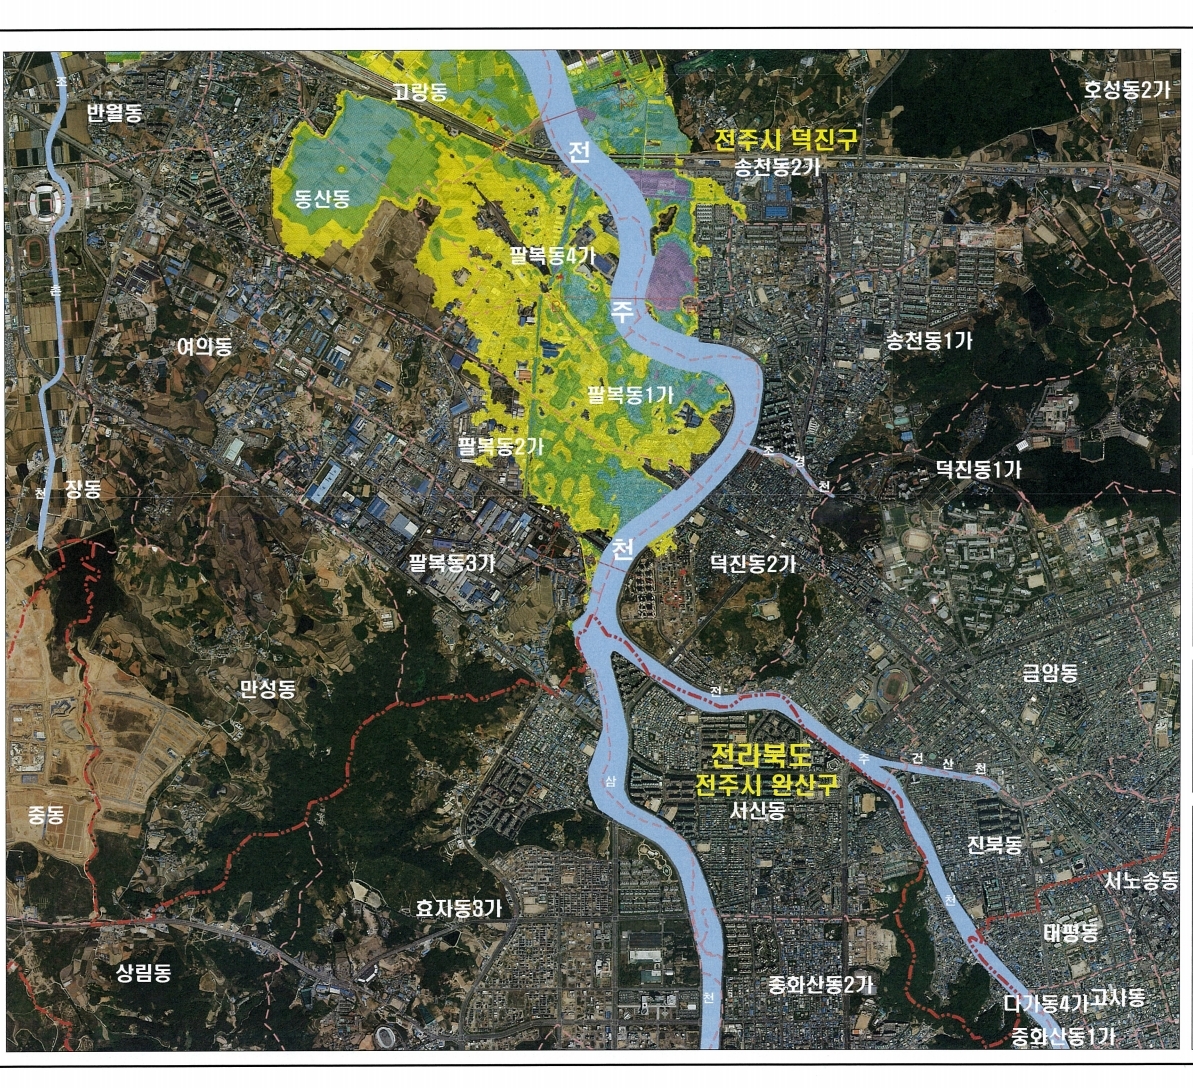 조
반월동
고랑동
호성동2가
전주시 덕진구
송천동2가
전
동산동
팔복동4가
촌
주
여의동
송천동1가
팔복동1가
팔복동2가
조
경
천
덕진동1가
천
장동
천
팔복동3가
덕진동2가
만성동
금암동
전
전라북도
전주시 완산구
서신동
주
건
산
천
삼
중동
진북동
서노송동
효자동3가
천
태평동
상림동
중화산동2가
천
다가동4가
고사동
중화산동1가